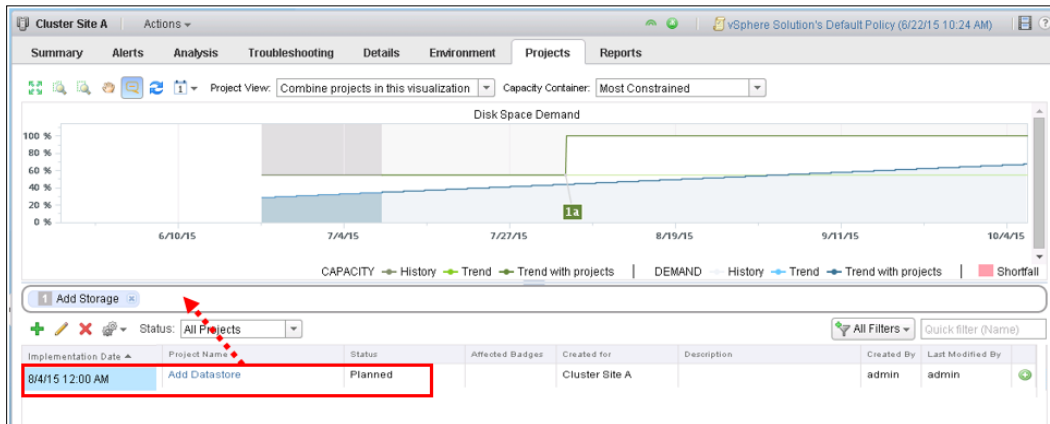 Cluster Site A Actions vSphere Solution's Default Policy (6/22/15 10:24 AM)
Summary Alerts Analysis Troubleshooting Details Environment Projects Reports
1 Project View: Combine projects in this visualization Capacity Container: Most Constrained
Disk Space Demand
100 %
80 %
60 %
40 %
20 %
0 %
1a
6/10/15 7/4/15 7/27/15 8/19/15 9/11/15 10/4/15
CAPACITY History Trend Trend with projects | DEMAND History Trend Trend with projects | Shortfall
1 Add Storage ×
Status: All Projects All Filters Quick filter (Name)
Implementation Date Project Name Status Affected Badges Created for Description Created By Last Modified By
8/4/15 12:00 AM Add Datastore Planned Cluster Site A admin admin